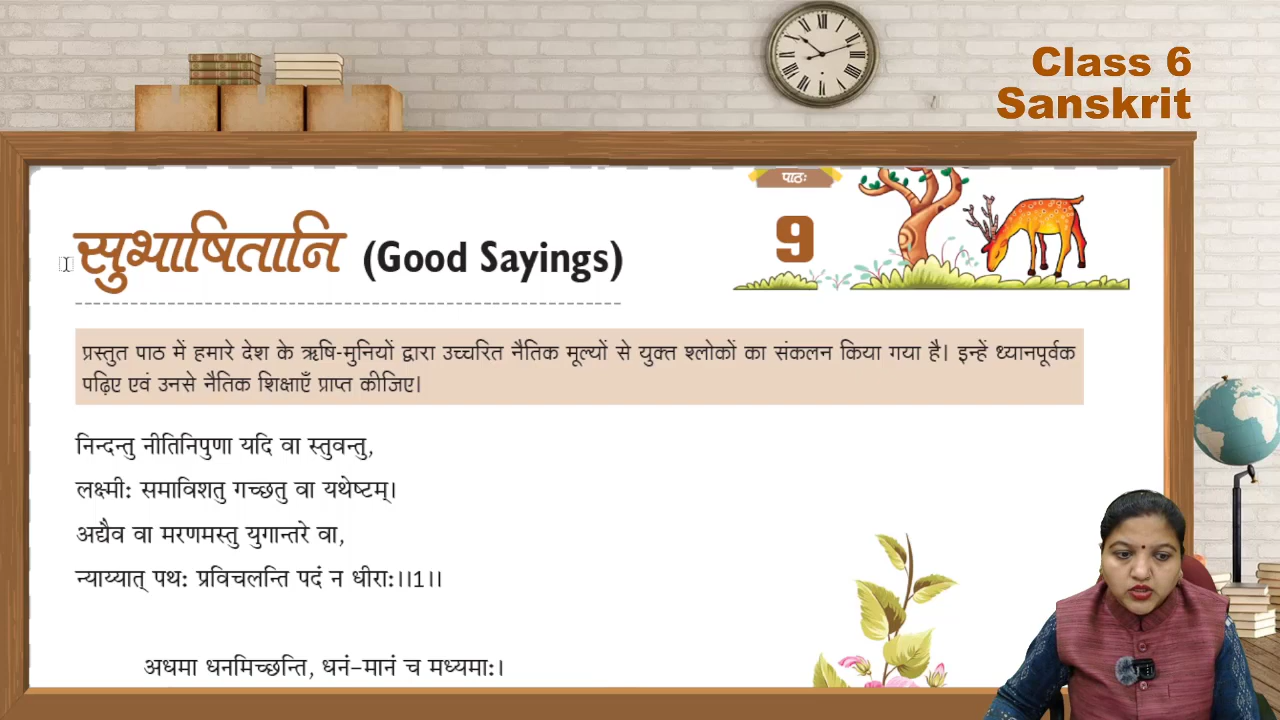 Class 6
Sanskrit
पाठः
9
सुभाषितानि (Good Sayings)
प्रस्तुत पाठ में हमारे देश के ऋषि-मुनियों द्वारा उच्चरित नैतिक मूल्यों से युक्त श्लोकों का संकलन किया गया है। इन्हें ध्यानपूर्वक
पढ़िए एवं उनसे नैतिक शिक्षाएँ प्राप्त कीजिए।
निन्दन्तु नीतिनिपुणा यदि वा स्तुवन्तु,
लक्ष्मी: समाविशतु गच्छतु वा यथेष्टम्।
अद्यैव वा मरणमस्तु युगान्तरे वा,
न्याय्यात् पथ: प्रविचलन्ति पदं न धीरा:।।1।।
अधमा धनमिच्छन्ति, धनं-मानं च मध्यमा:।